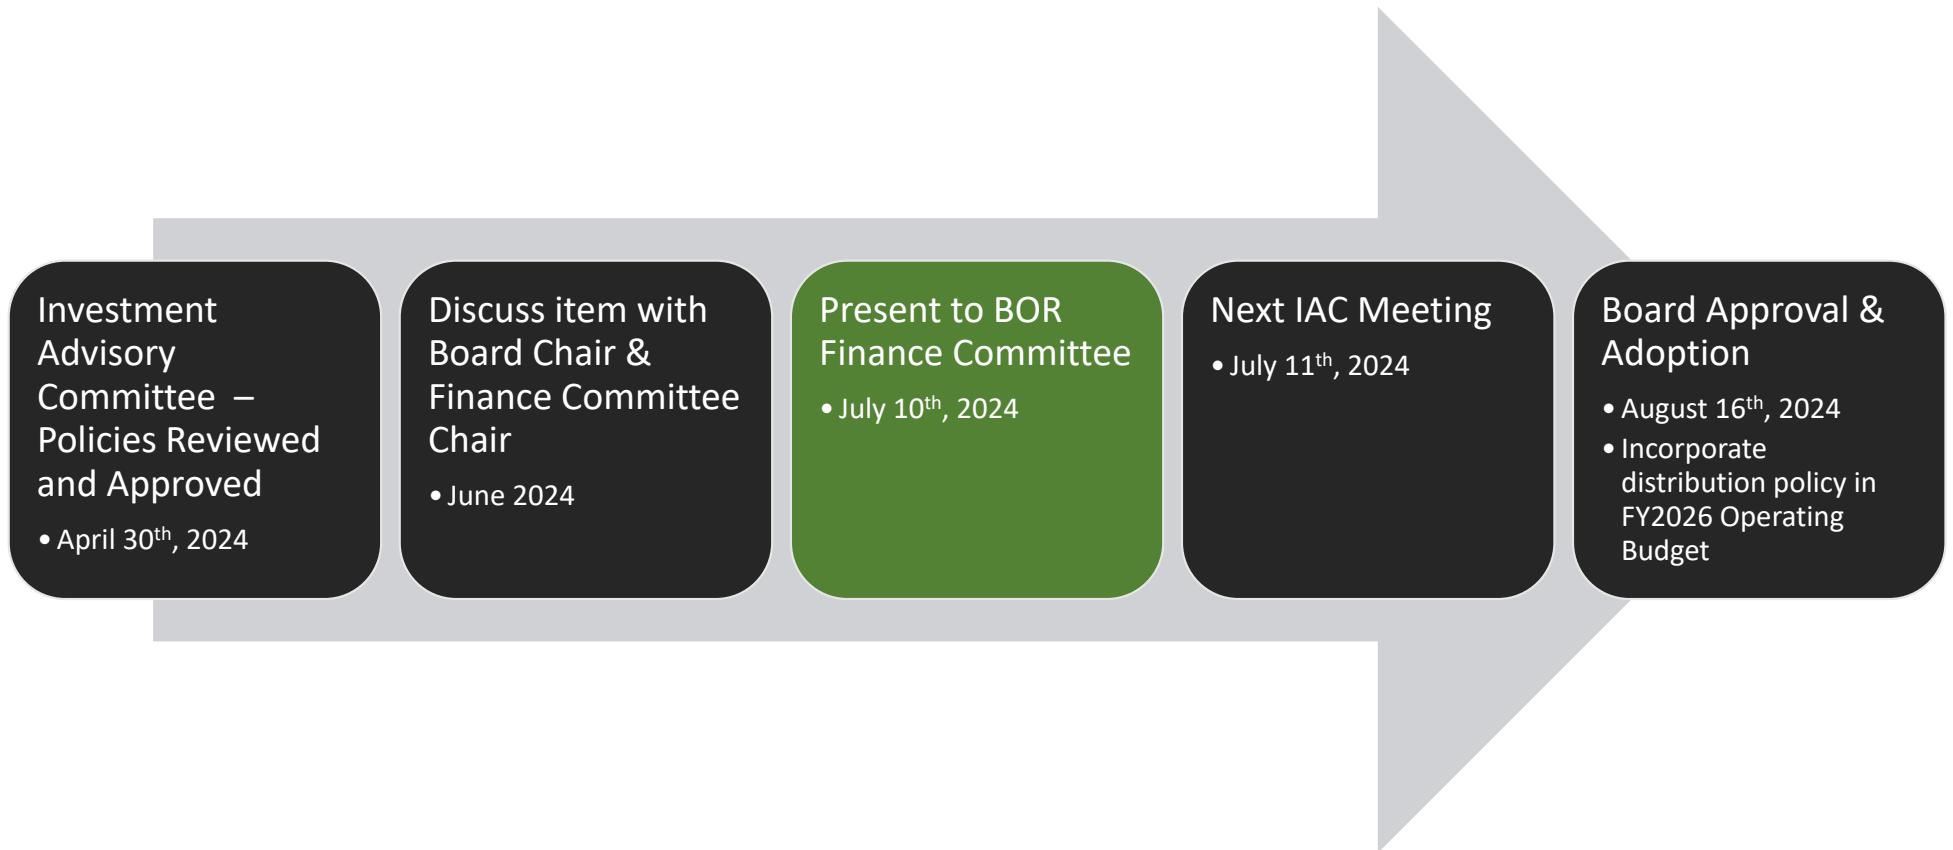 Investment
Advisory
Committee –
Policies Reviewed
and Approved
• April 30th, 2024
Discuss item with
Board Chair &
Finance Committee
Chair
• June 2024
Present to BOR
Finance Committee
• July 10th, 2024
Next IAC Meeting
• July 11th, 2024
Board Approval &
Adoption
• August 16th, 2024
• Incorporate
distribution policy in
FY2026 Operating
Budget